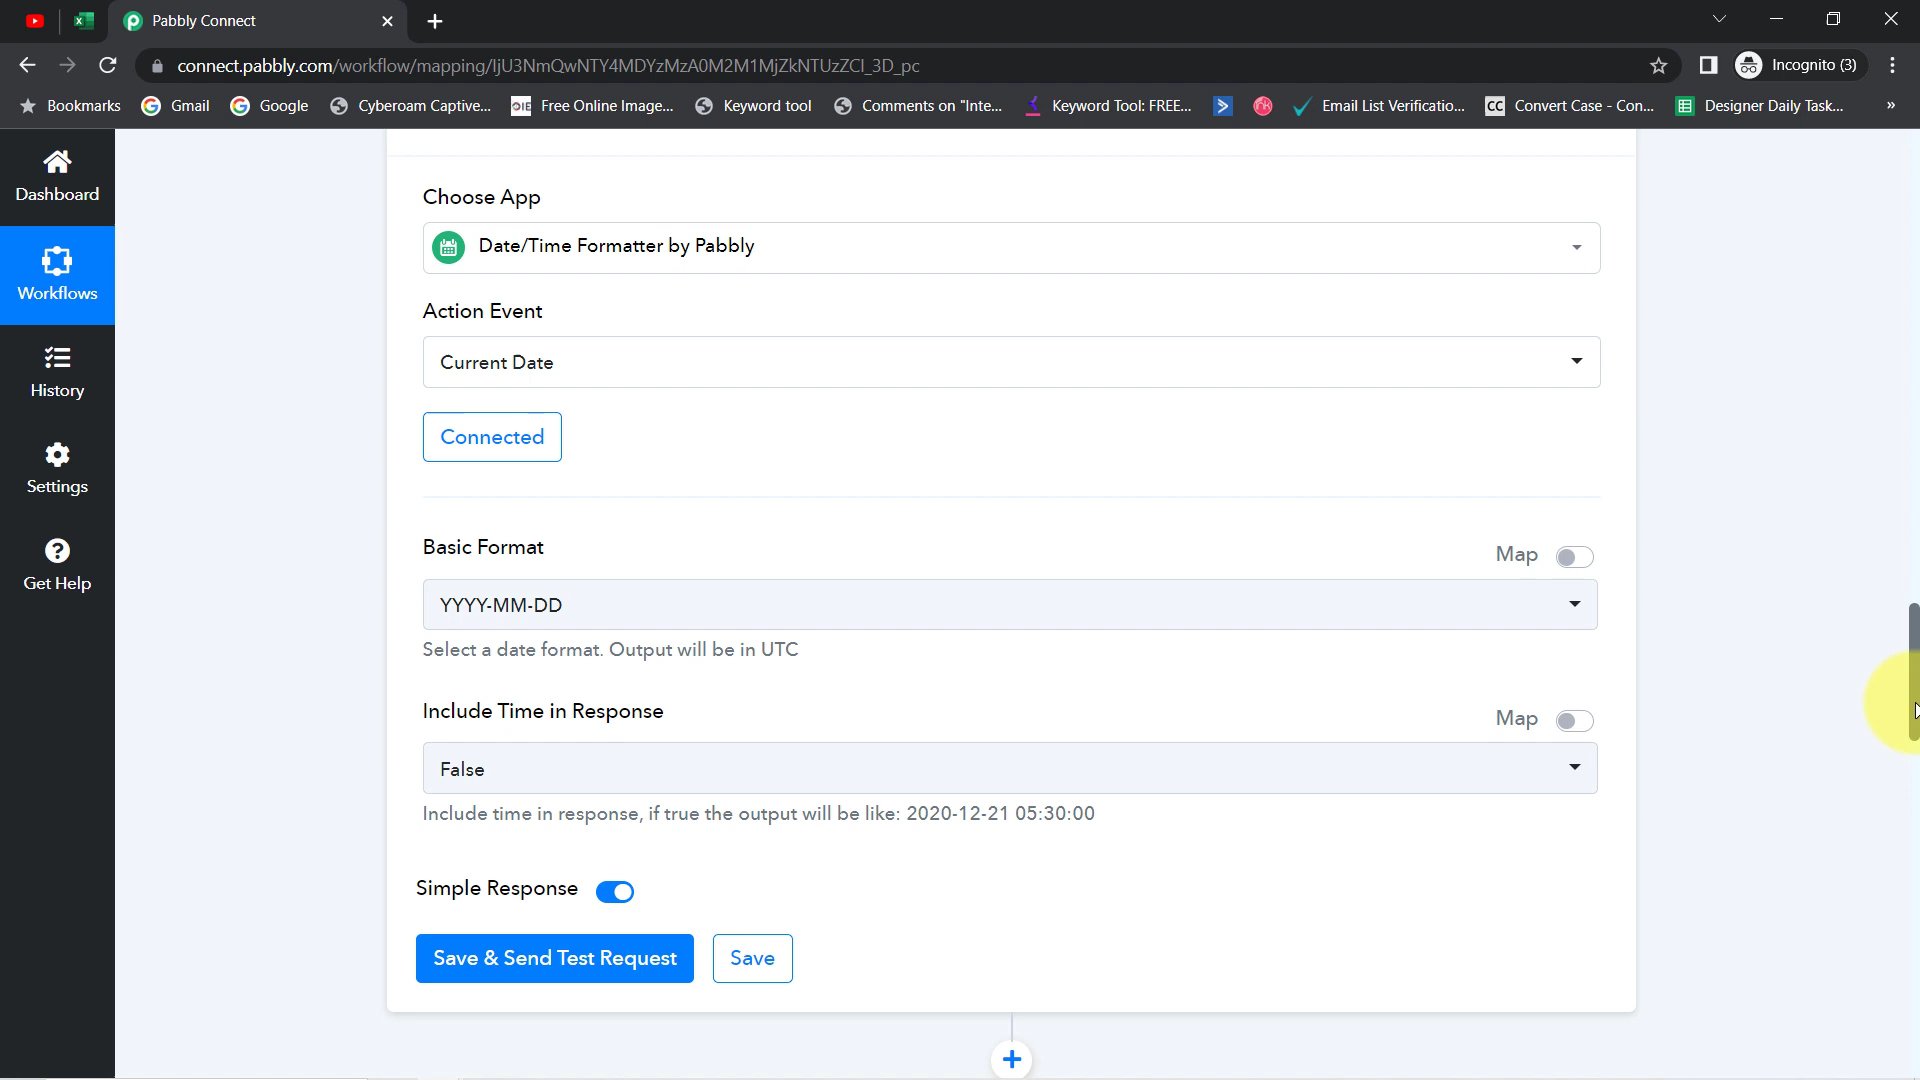 Pabbly Connect
connect.pabbly.com/workflow/mapping/IjU3NmQwNTY4MDYzMzA0M2M1MjZkNTUzZCI_3D_pc
Incognito (3)
Bookmarks
Gmail
Google
Cyberoam Captive...
OIE
Free Online Image...
Keyword tool
Comments on "Inte...
Keyword Tool: FREE...
Email List Verificatio...
CC
Convert Case - Con...
Designer Daily Task...
»
Dashboard
Workflows
History
Settings
Get Help
Choose App
Date/Time Formatter by Pabbly
Action Event
Current Date
Connected
Basic Format
Map
YYYY-MM-DD
Select a date format. Output will be in UTC
Include Time in Response
Map
False
Include time in response, if true the output will be like: 2020-12-21 05:30:00
Simple Response
Save & Send Test Request
Save